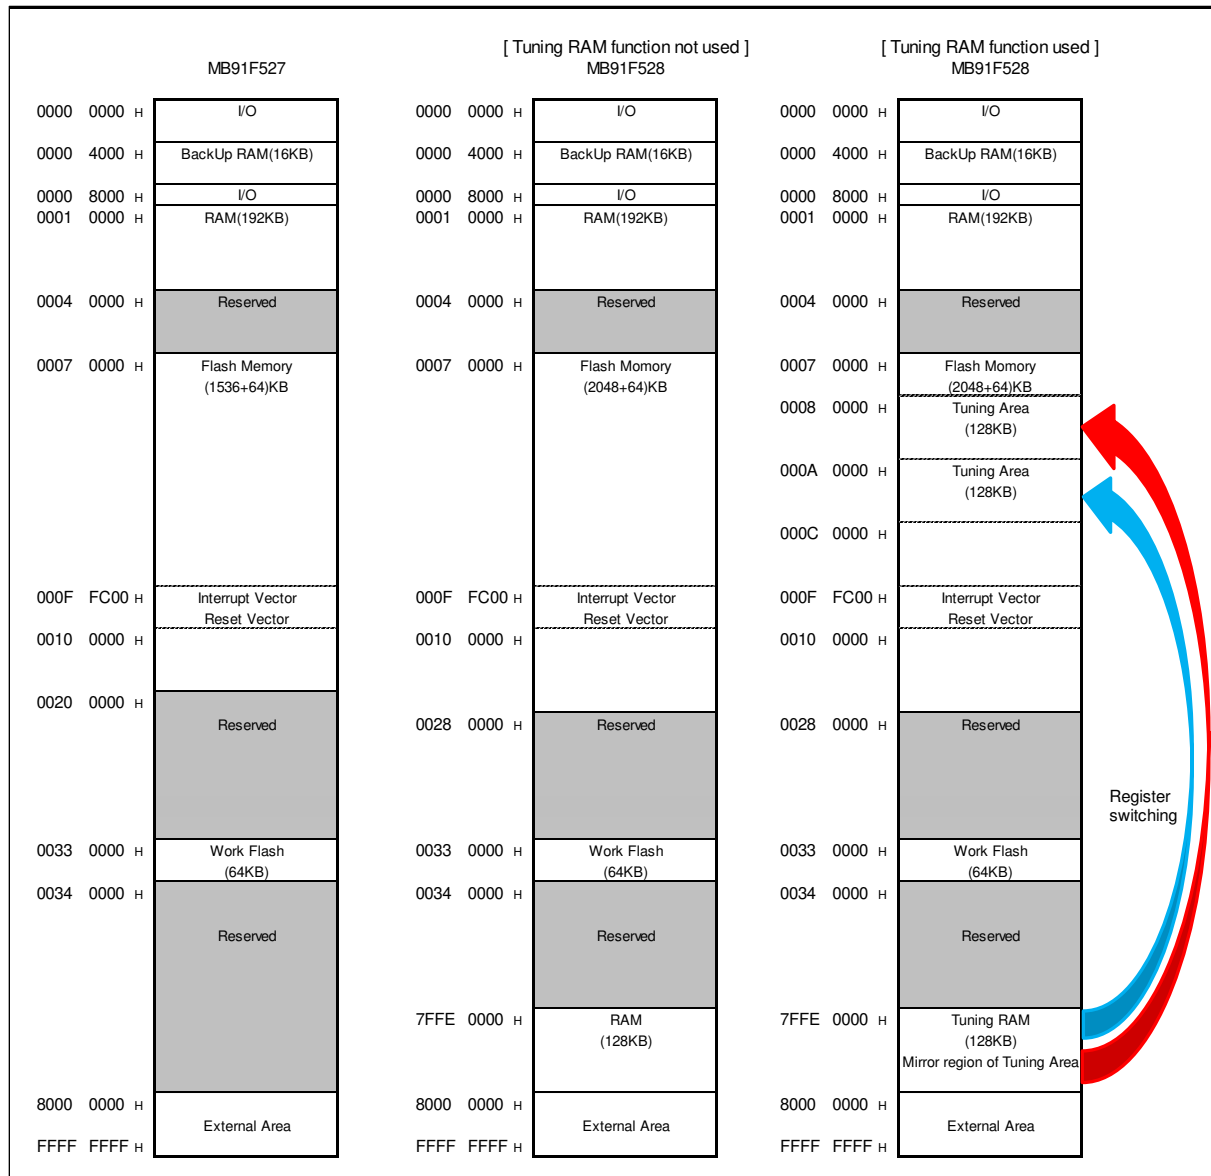 [ Tuning RAM function not used ] [ Tuning RAM function used ]
MB91F527 MB91F528 MB91F528
0000 0000 H I/O 0000 0000 H I/O 0000 0000 H I/O
0000 4000 H BackUp RAM(16KB) 0000 4000 H BackUp RAM(16KB) 0000 4000 H BackUp RAM(16KB)
0000 8000 H I/O 0000 8000 H I/O 0000 8000 H I/O
0001 0000 H RAM(192KB) 0001 0000 H RAM(192KB) 0001 0000 H RAM(192KB)
0004 0000 H Reserved 0004 0000 H Reserved 0004 0000 H Reserved
0007 0000 H Flash Memory 0007 0000 H Flash Momory 0007 0000 H Flash Momory
(1536+64)KB (2048+64)KB (2048+64)KB
0008 0000 H Tuning Area
(128KB)
000A 0000 H Tuning Area
(128KB)
000C 0000 H
000F FC00 H Interrupt Vector 000F FC00 H Interrupt Vector 000F FC00 H Interrupt Vector
Reset Vector Reset Vector Reset Vector
0010 0000 H 0010 0000 H 0010 0000 H
0020 0000 H
Reserved 0028 0000 H Reserved 0028 0000 H Reserved
Register
switching
0033 0000 H Work Flash 0033 0000 H Work Flash 0033 0000 H Work Flash
(64KB) (64KB) (64KB)
0034 0000 H 0034 0000 H 0034 0000 H
Reserved Reserved Reserved
7FFE 0000 H RAM 7FFE 0000 H Tuning RAM
(128KB) (128KB)
Mirror region of Tuning Area
8000 0000 H 8000 0000 H 8000 0000 H
External Area External Area External Area
FFFF FFFF H FFFF FFFF H FFFF FFFF H